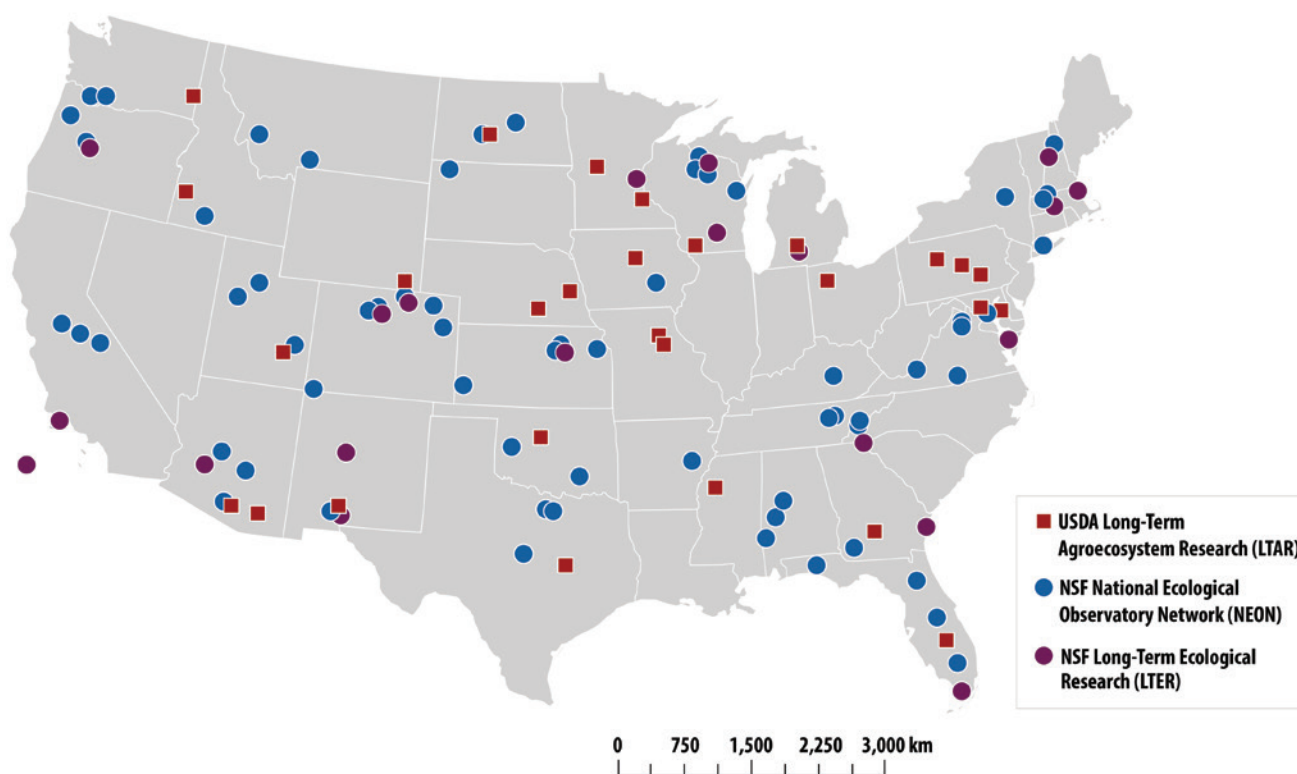 USDA Long-Term
Agroecosystem Research (LTAR)
NSF National Ecological
Observatory Network (NEON)
NSF Long-Term Ecological
Research (LTER)
0 750 1,500 2,250 3,000 km